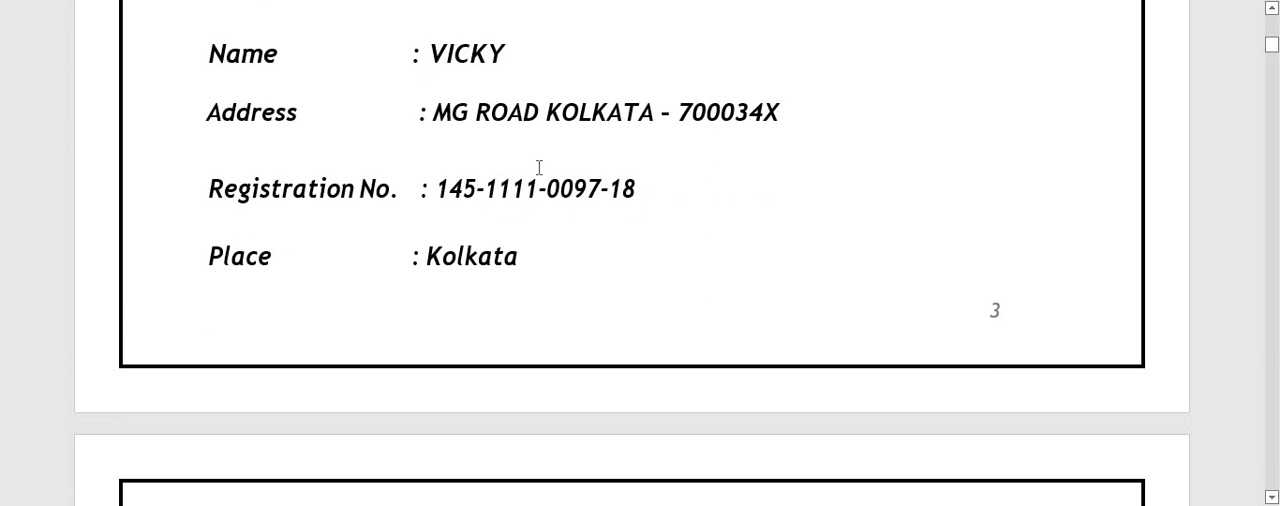 Name : VICKY
Address : MG ROAD KOLKATA – 700034X
Registration No. : 145-1111-0097-18
Place : Kolkata
3